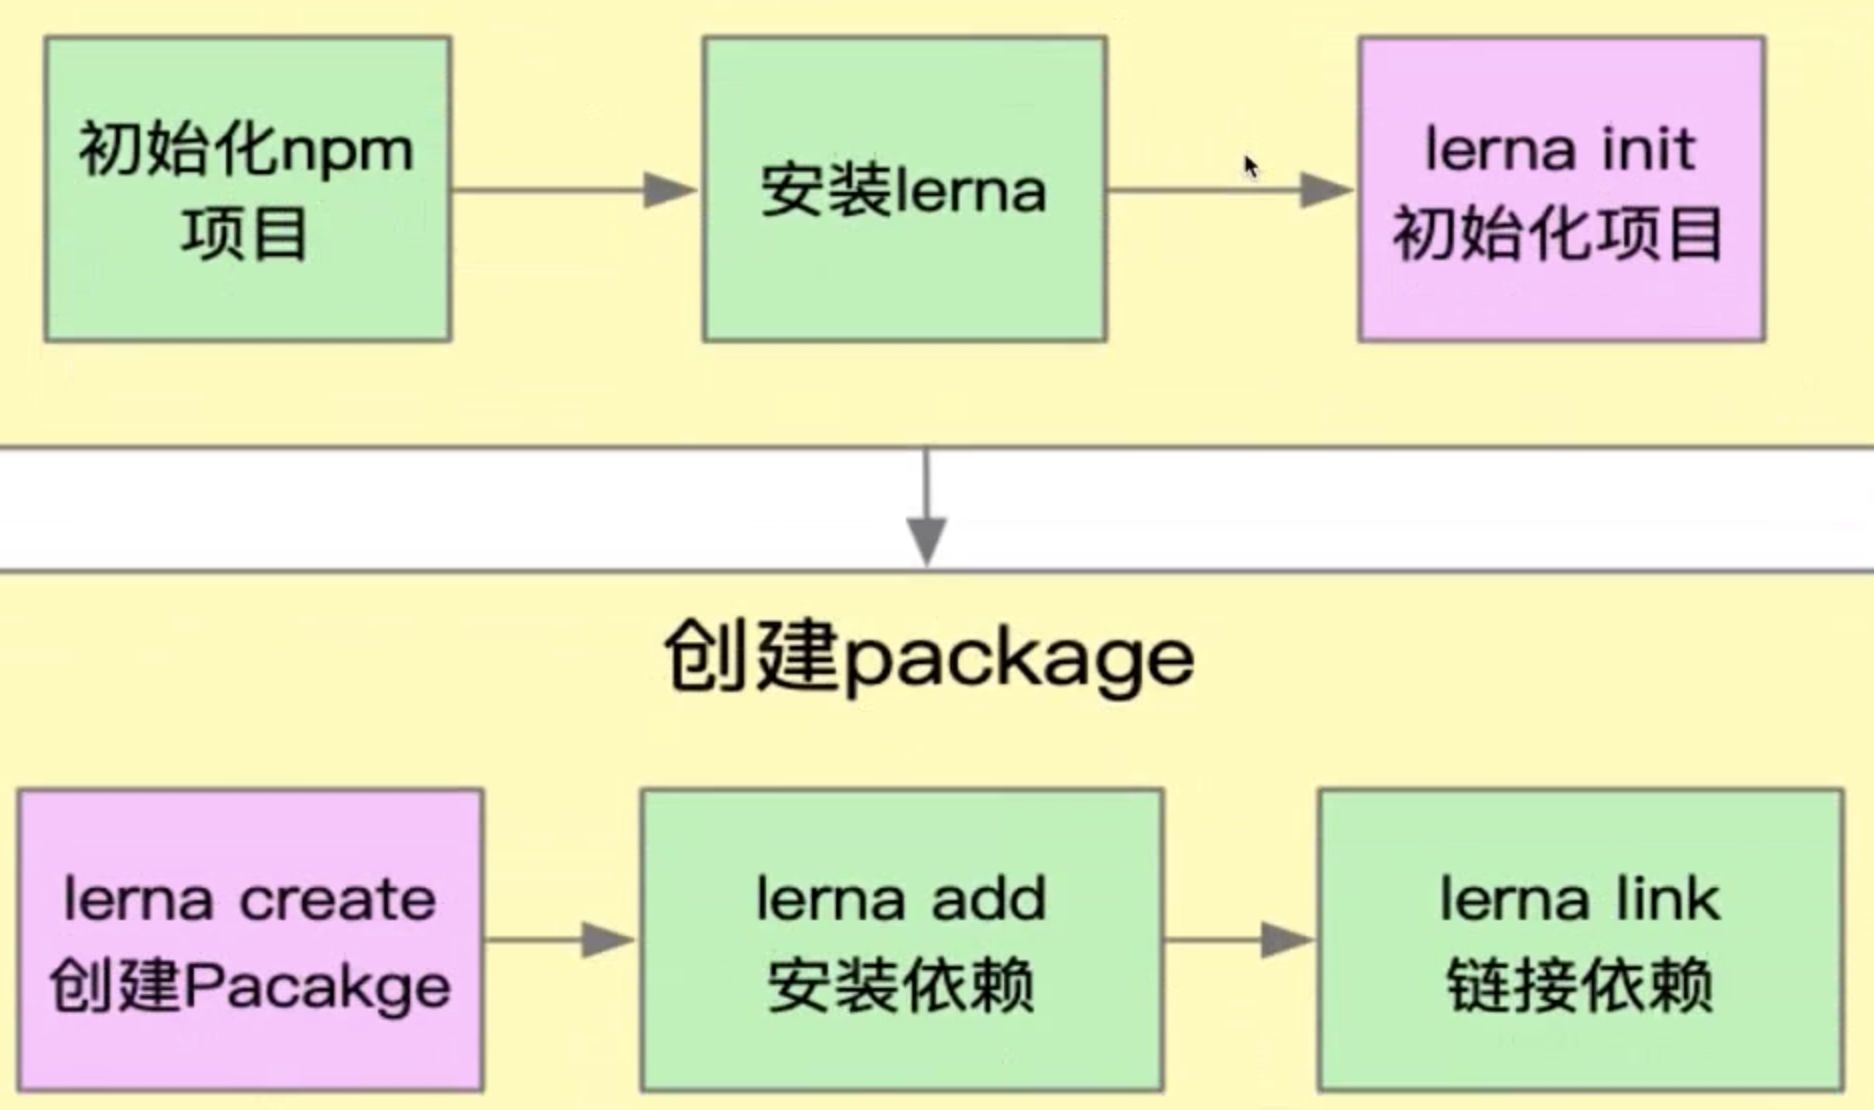 初始化npm
项目
安装lerna
lerna init
初始化项目
创建package
lerna create
创建Pacakge
lerna add
安装依赖
lerna link
链接依赖